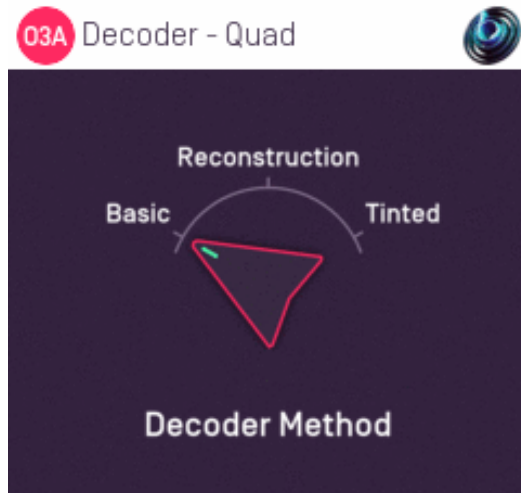 O3A Decoder - Quad
Reconstruction
Basic
Tinted
Decoder Method